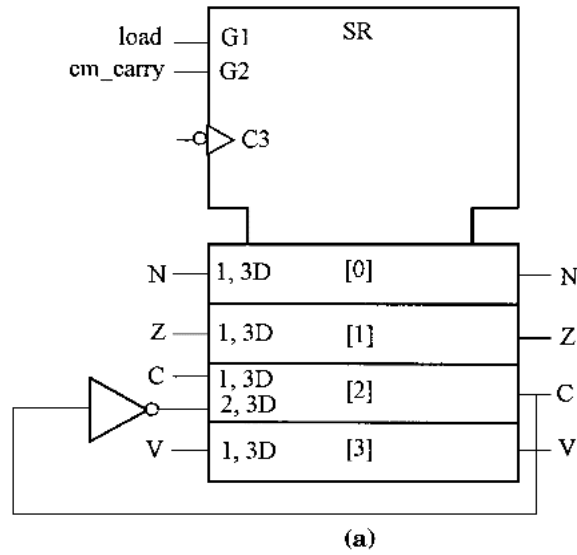 load G1 SR
cm_carry G2
C3
N 1, 3D [0] N
Z 1, 3D [1] Z
C 1, 3D [2] C
2, 3D
V 1, 3D [3] V
(a)